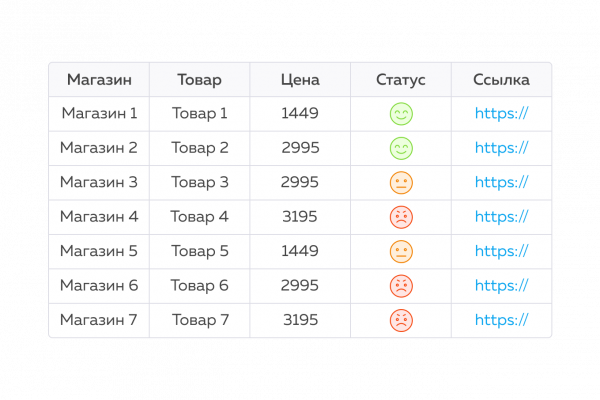 Магазин Товар Цена Статус Ссылка
Магазин 1 Товар 1 1449 https://
Магазин 2 Товар 2 2995 https://
Магазин 3 Товар 3 2995 https://
Магазин 4 Товар 4 3195 https://
Магазин 5 Товар 5 1449 https://
Магазин 6 Товар 6 2995 https://
Магазин 7 Товар 7 3195 https://